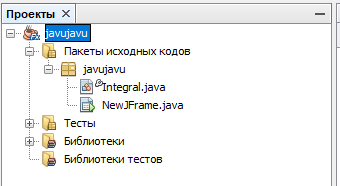 Проекты
javujavu
Пакеты исходных кодов
javujavu
Integral.java
NewJFrame.java
Тесты
Библиотеки
Библиотеки тестов